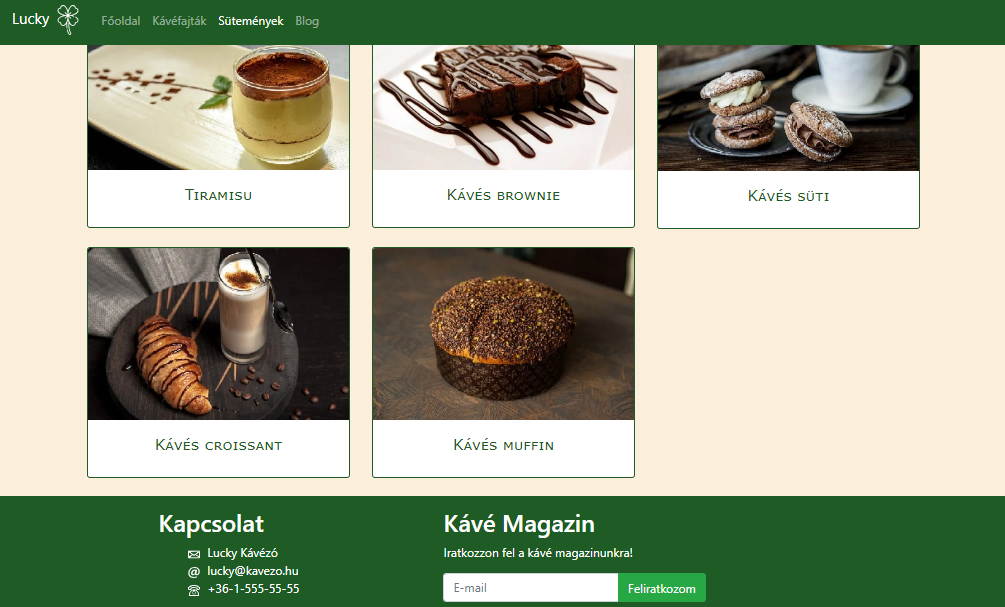 Lucky Főoldal Kávéfajták Sütemények Blog
Tiramisu Kávés brownie Kávés süti
Kávés croissant Kávés muffin
Kapcsolat
Lucky Kávézó
lucky@kavezo.hu
+36-1-555-55-55
Kávé Magazin
Iratkozzon fel a kávé magazinunkra!
E-mail Feliratkozom